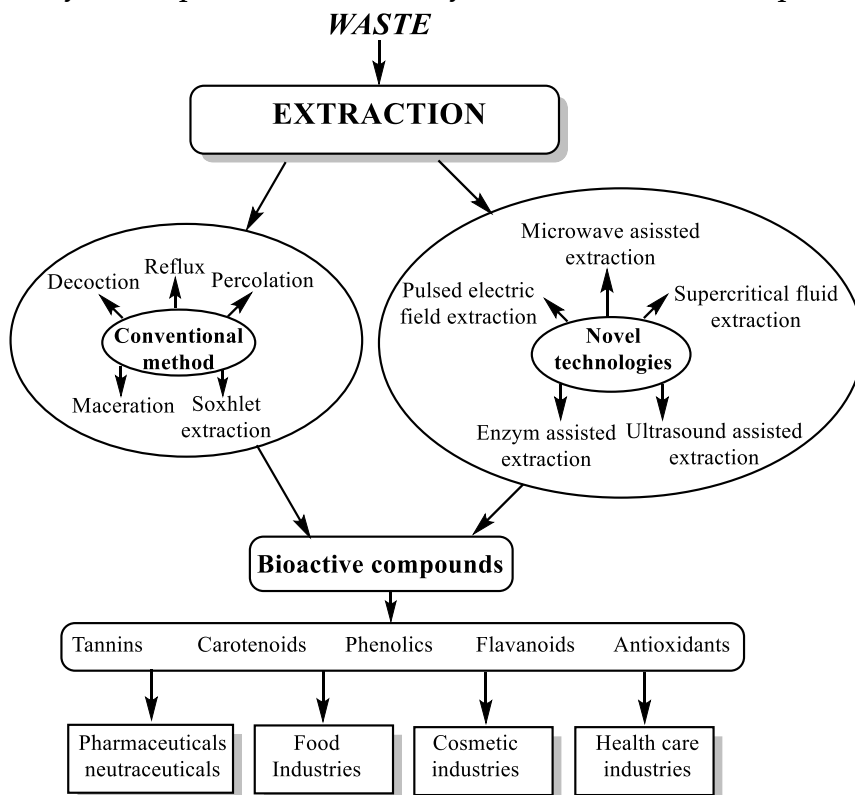 WASTE
EXTRACTION
Decoction
Reflux
Percolation
Conventional
method
Maceration
Soxhlet
extraction
Microwave asissted
extraction
Pulsed electric
field extraction
Supercritical fluid
extraction
Novel
technologies
Enzym assisted
extraction
Ultrasound assisted
extraction
Bioactive compounds
Tannins Carotenoids Phenolics Flavanoids Antioxidants
Pharmaceuticals
neutraceuticals
Food
Industries
Cosmetic
industries
Health care
industries